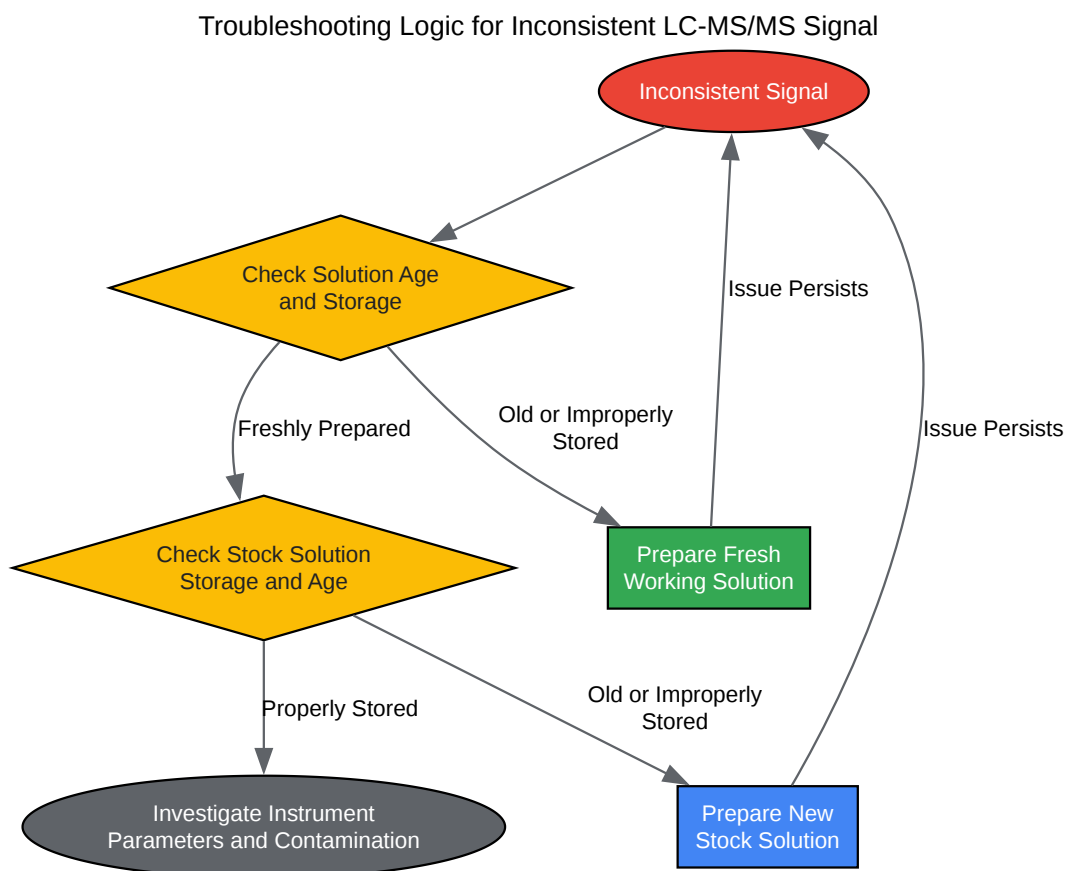 Troubleshooting Logic for Inconsistent LC-MS/MS Signal
Inconsistent Signal
Check Solution Age
and Storage
Issue Persists
Freshly Prepared
Old or Improperly
Stored
Issue Persists
Check Stock Solution
Storage and Age
Prepare Fresh
Working Solution
Properly Stored
Old or Improperly
Stored
Investigate Instrument
Parameters and Contamination
Prepare New
Stock Solution